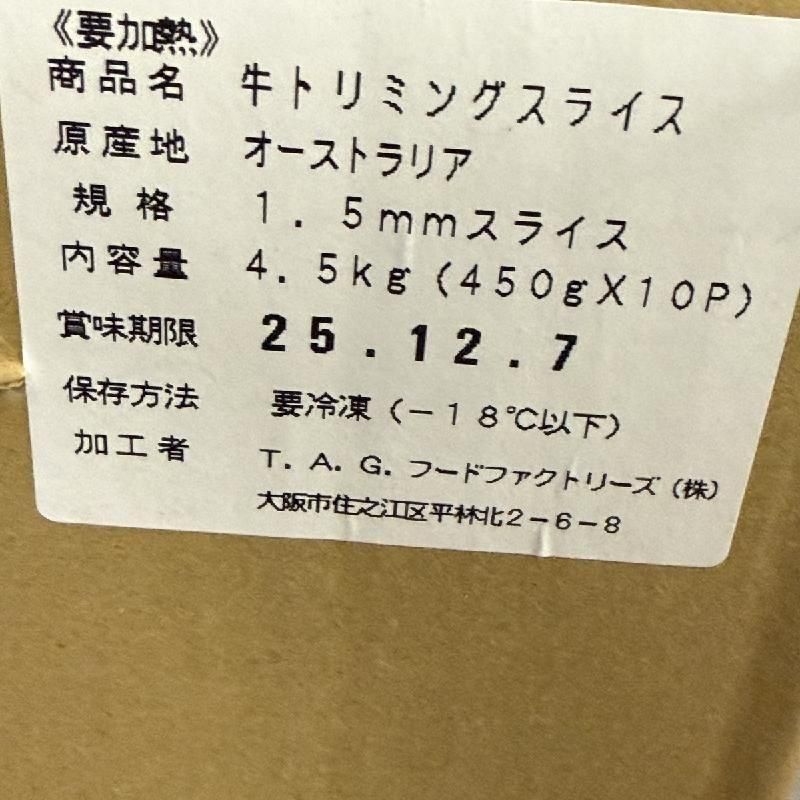 《要加熱》
商品名 牛トリミングスライス
原産地 オーストラリア
規格 1.5mmスライス
内容量 4.5kg(450gX10P)
賞味期限 25.12.7
保存方法 要冷凍(-18℃以下)
加工者 T.A.G.フードファクトリーズ(株)
大阪市住之江区平林北2-6-8